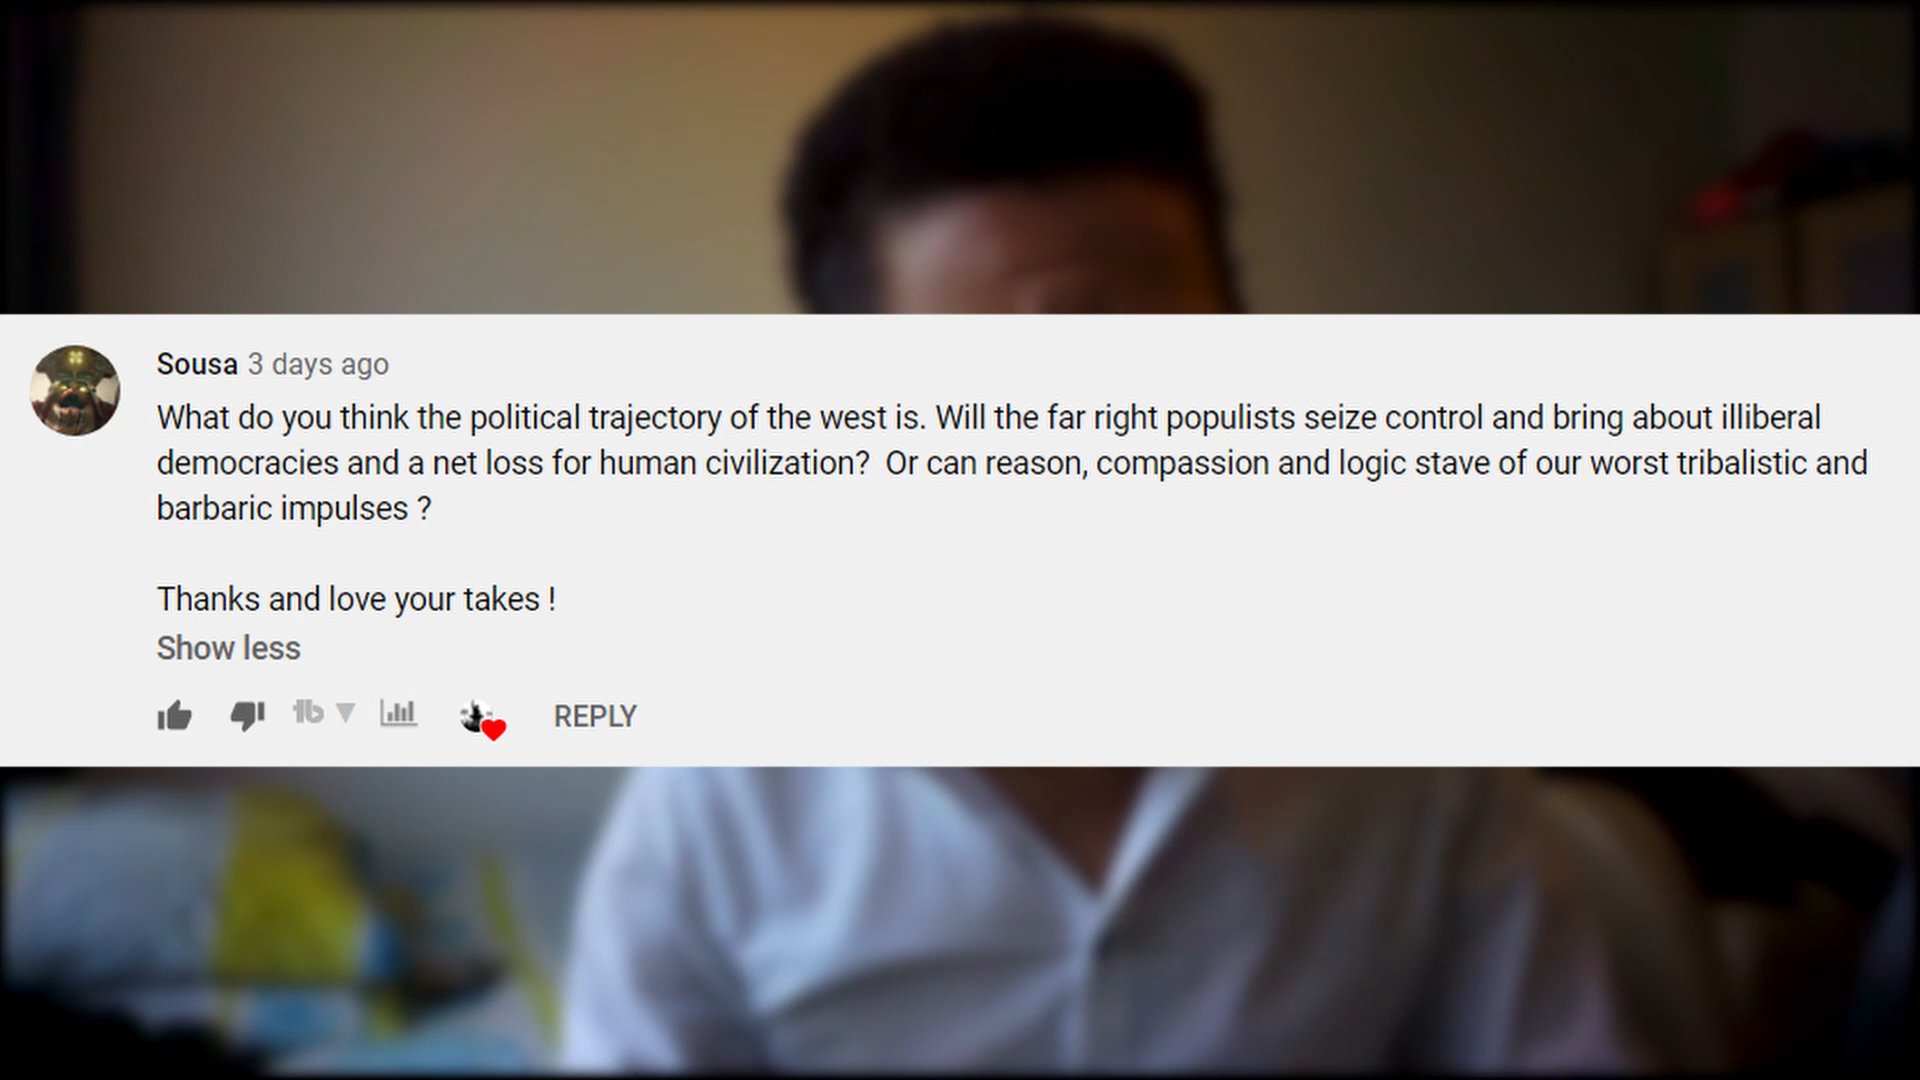 Sousa 3 days ago
What do you think the political trajectory of the west is. Will the far right populists seize control and bring about illiberal
democracies and a net loss for human civilization?  Or can reason, compassion and logic stave of our worst tribalistic and
barbaric impulses ?
Thanks and love your takes !
Show less
tb REPLY